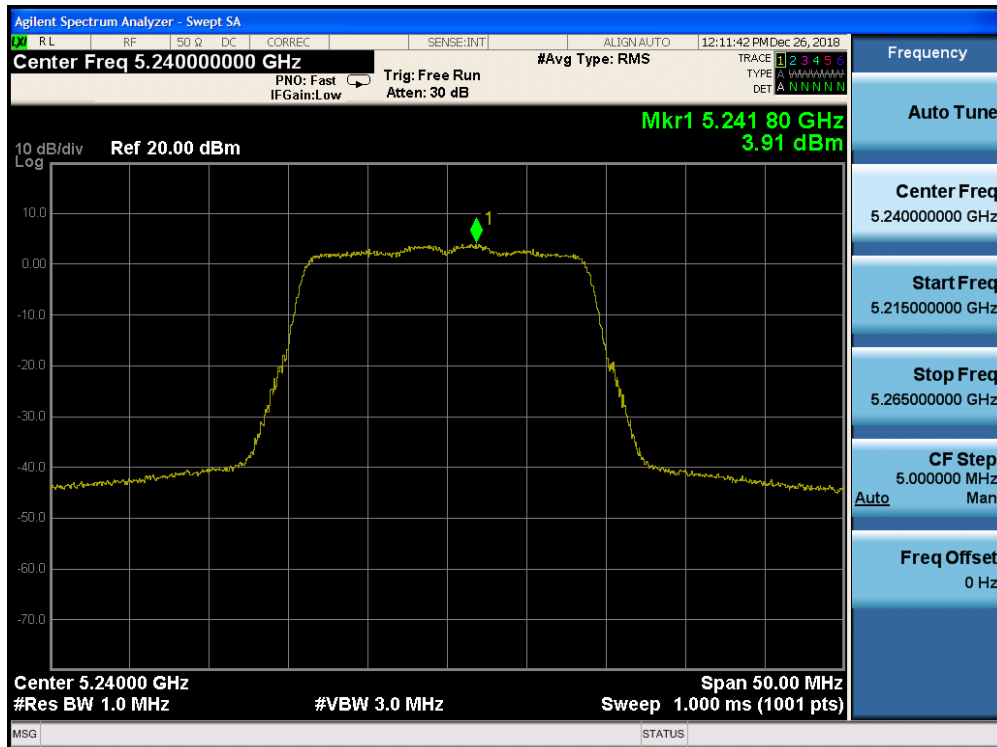 Agilent Spectrum Analyzer - Swept SA
LXI RL RF 50 Ω DC CORREC SENSE:INT ALIGN AUTO 12:11:42 PM Dec 26, 2018
Center Freq 5.240000000 GHz
PNO: Fast
IFGain:Low
Trig: Free Run
Atten: 30 dB
#Avg Type: RMS
TRACE 1 2 3 4 5 6
TYPE A
DET A N N N N N
Mkr1 5.241 80 GHz
3.91 dBm
10 dB/div
Log
Ref 20.00 dBm
1
10.0
0.00
-10.0
-20.0
-30.0
-40.0
-50.0
-60.0
-70.0
Center 5.24000 GHz
Span 50.00 MHz
#Res BW 1.0 MHz
#VBW 3.0 MHz
Sweep 1.000 ms (1001 pts)
MSG
STATUS
Frequency
Auto Tune
Center Freq
5.240000000 GHz
Start Freq
5.215000000 GHz
Stop Freq
5.265000000 GHz
CF Step
5.000000 MHz
Auto Man
Freq Offset
0 Hz